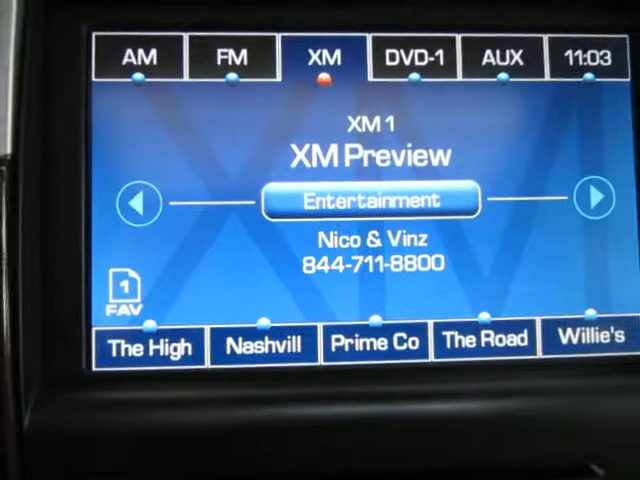 AM FM XM DVD-1 AUX 11:03
XM 1
XM Preview
Entertainment
Nico & Vinz
844-711-8800
1
FAV
The High Nashvill Prime Co The Road Willie's